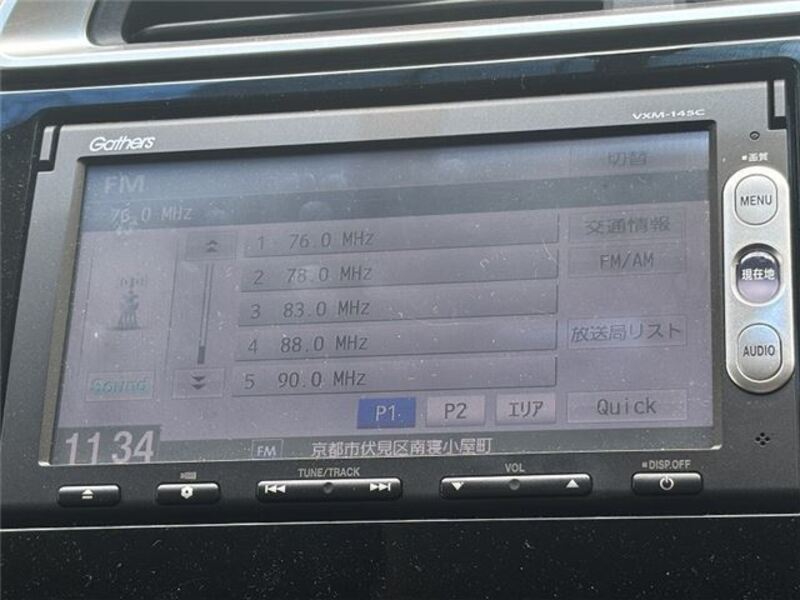 Gathers
VXM-145C
FM
切替
76.0 MHz
1 76.0 MHz
交通情報
2 78.0 MHz
FM/AM
3 83.0 MHz
4 88.0 MHz
放送局リスト
5 90.0 MHz
Sound
P1
P2
エリア
Quick
11:34
FM
京都市伏見区南寝小屋町
■画質
MENU
現在地
AUDIO
TUNE/TRACK
VOL
■DISP.OFF